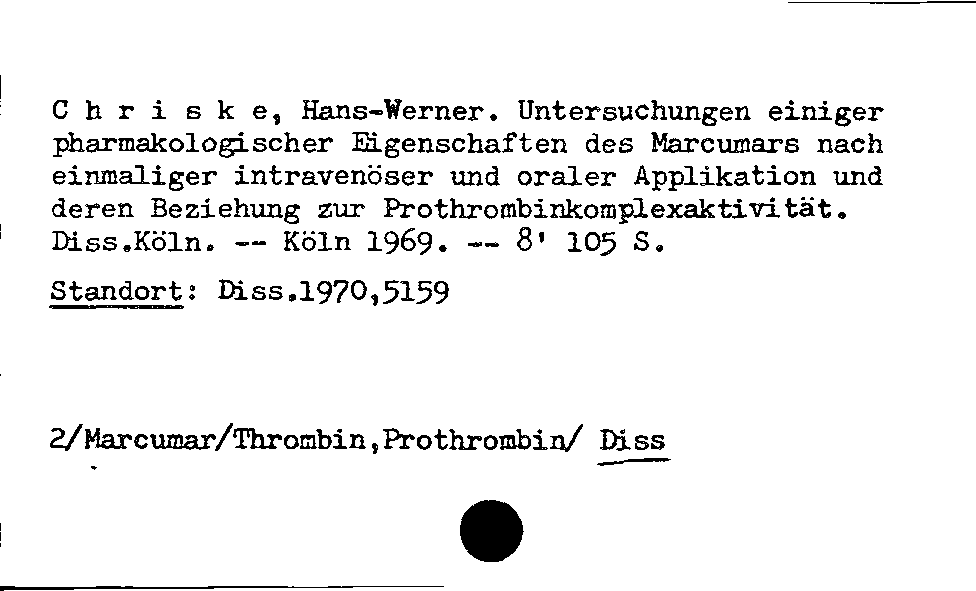 C h r i s k e, Hans-Werner. Untersuchungen einiger
pharmakologischer Eigenschaften des Marcumars nach
einmaliger intravenöser und oraler Applikation und
deren Beziehung zur Prothrombinkomplexaktivität.
Diss.Köln. -- Köln 1969. -- 8' 105 S.
Standort: Diss.1970,5159
2/Marcumar/Thrombin,Prothrombin/ Diss